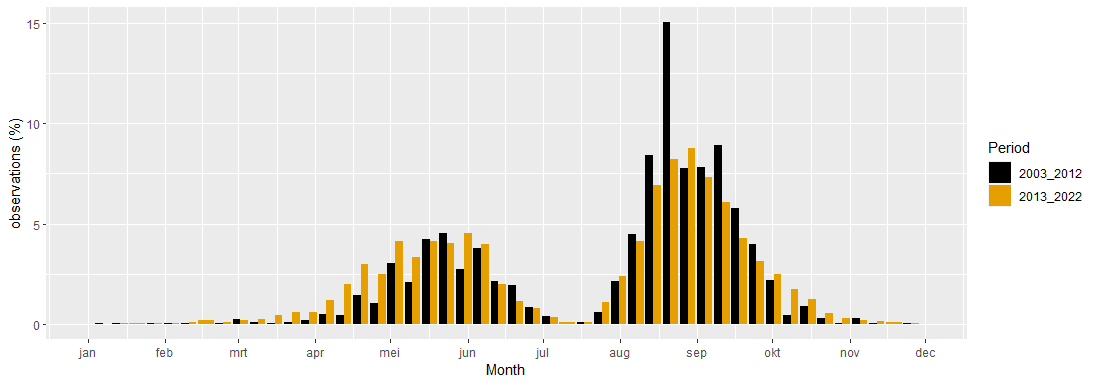 15
10
5
0
observations (%)
jan feb mrt apr mei jun jul aug sep okt nov dec
Month
Period
2003_2012
2013_2022